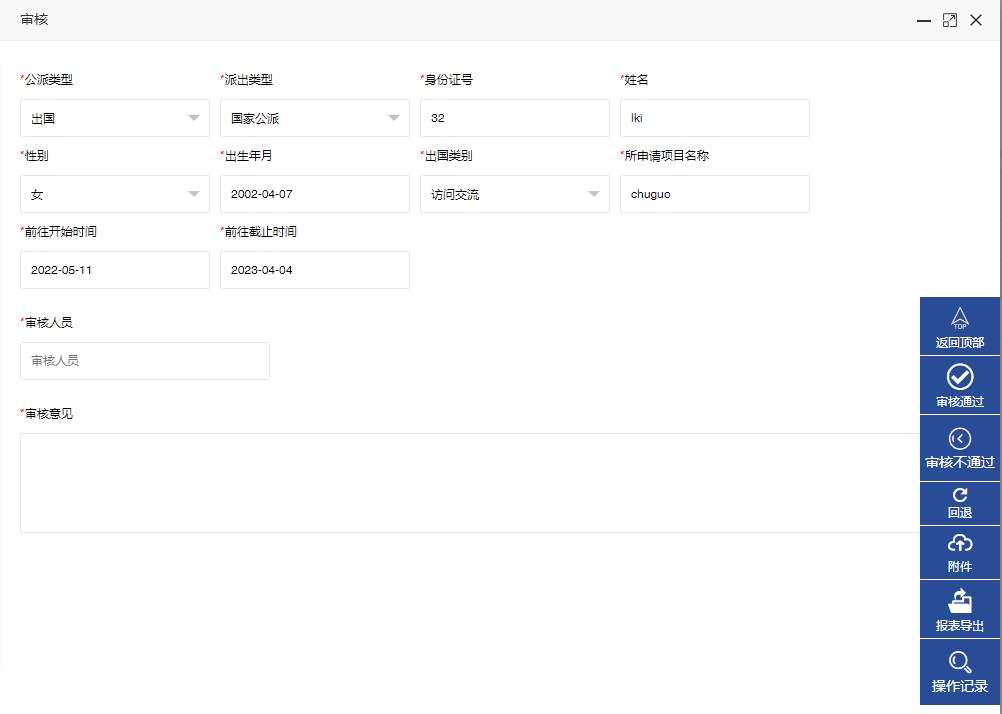 审核
*公派类型 *派出类型 *身份证号 *姓名
出国 国家公派 32 lki
*性别 *出生年月 *出国类别 *所申请项目名称
女 2002-04-07 访问交流 chuguo
*前往开始时间 *前往截止时间
2022-05-11 2023-04-04
*审核人员
审核人员
*审核意见
TOP
返回顶部
审核通过
审核不通过
回退
附件
报表导出
操作记录